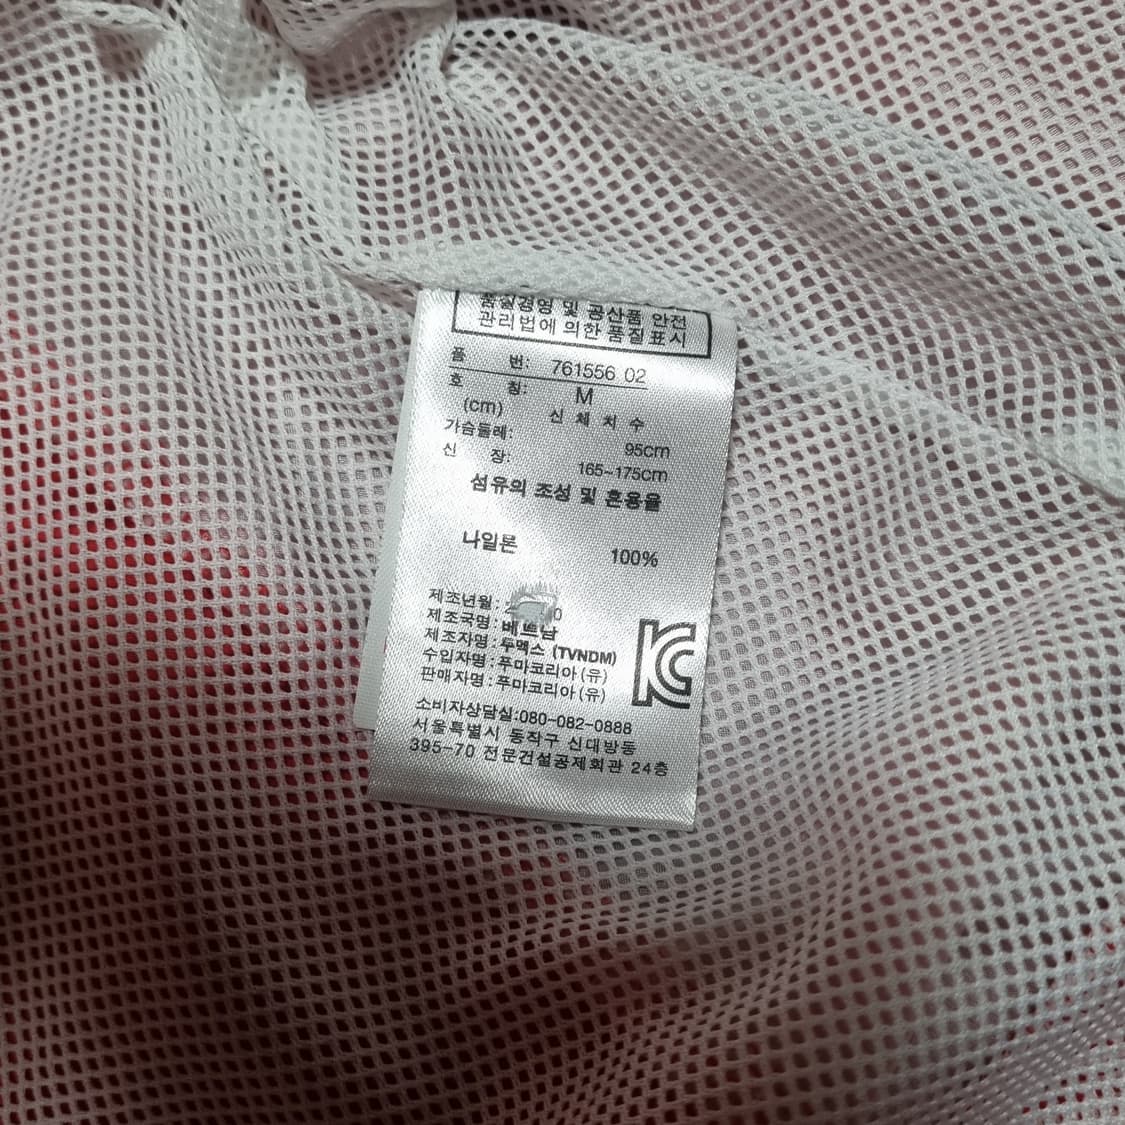 품질경영 및 공산품 안전
관리법에 의한 품질표시
품 번: 761556 02
호 칭: M
(cm) 신 체 치 수
가슴둘레: 95cm
신 장: 165~175cm
섬유의 조성 및 혼용율
나일론 100%
제조년월:
제조국명: 베트남
제조자명: 두멕스 (TVNDM)
수입자명: 푸마코리아 (유)
판매자명: 푸마코리아 (유)
소비자상담실:080-082-0888
서울특별시 동작구 신대방동
395-70 전문건설공제회관 24층